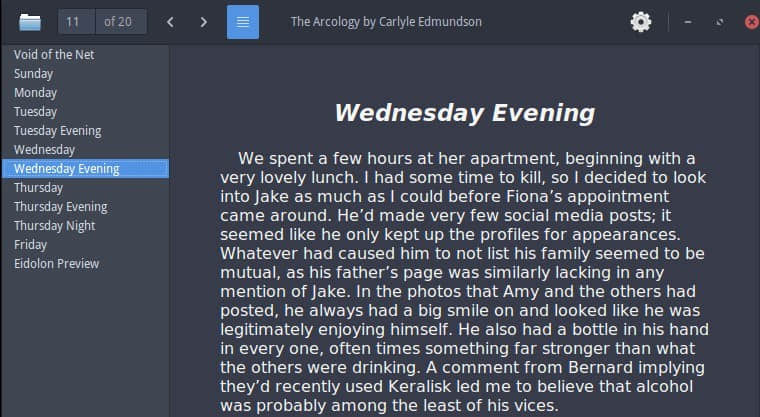 11 of 20
The Arcology by Carlyle Edmundson
Void of the Net
Sunday
Monday
Tuesday
Tuesday Evening
Wednesday
Wednesday Evening
Thursday
Thursday Evening
Thursday Night
Friday
Eidolon Preview
Wednesday Evening
We spent a few hours at her apartment, beginning with a
very lovely lunch. I had some time to kill, so I decided to look
into Jake as much as I could before Fiona’s appointment
came around. He’d made very few social media posts; it
seemed like he only kept up the profiles for appearances.
Whatever had caused him to not list his family seemed to be
mutual, as his father’s page was similarly lacking in any
mention of Jake. In the photos that Amy and the others had
posted, he always had a big smile on and looked like he was
legitimately enjoying himself. He also had a bottle in his hand
in every one, often times something far stronger than what
the others were drinking. A comment from Bernard implying
they’d recently used Keralisk led me to believe that alcohol
was probably among the least of his vices.